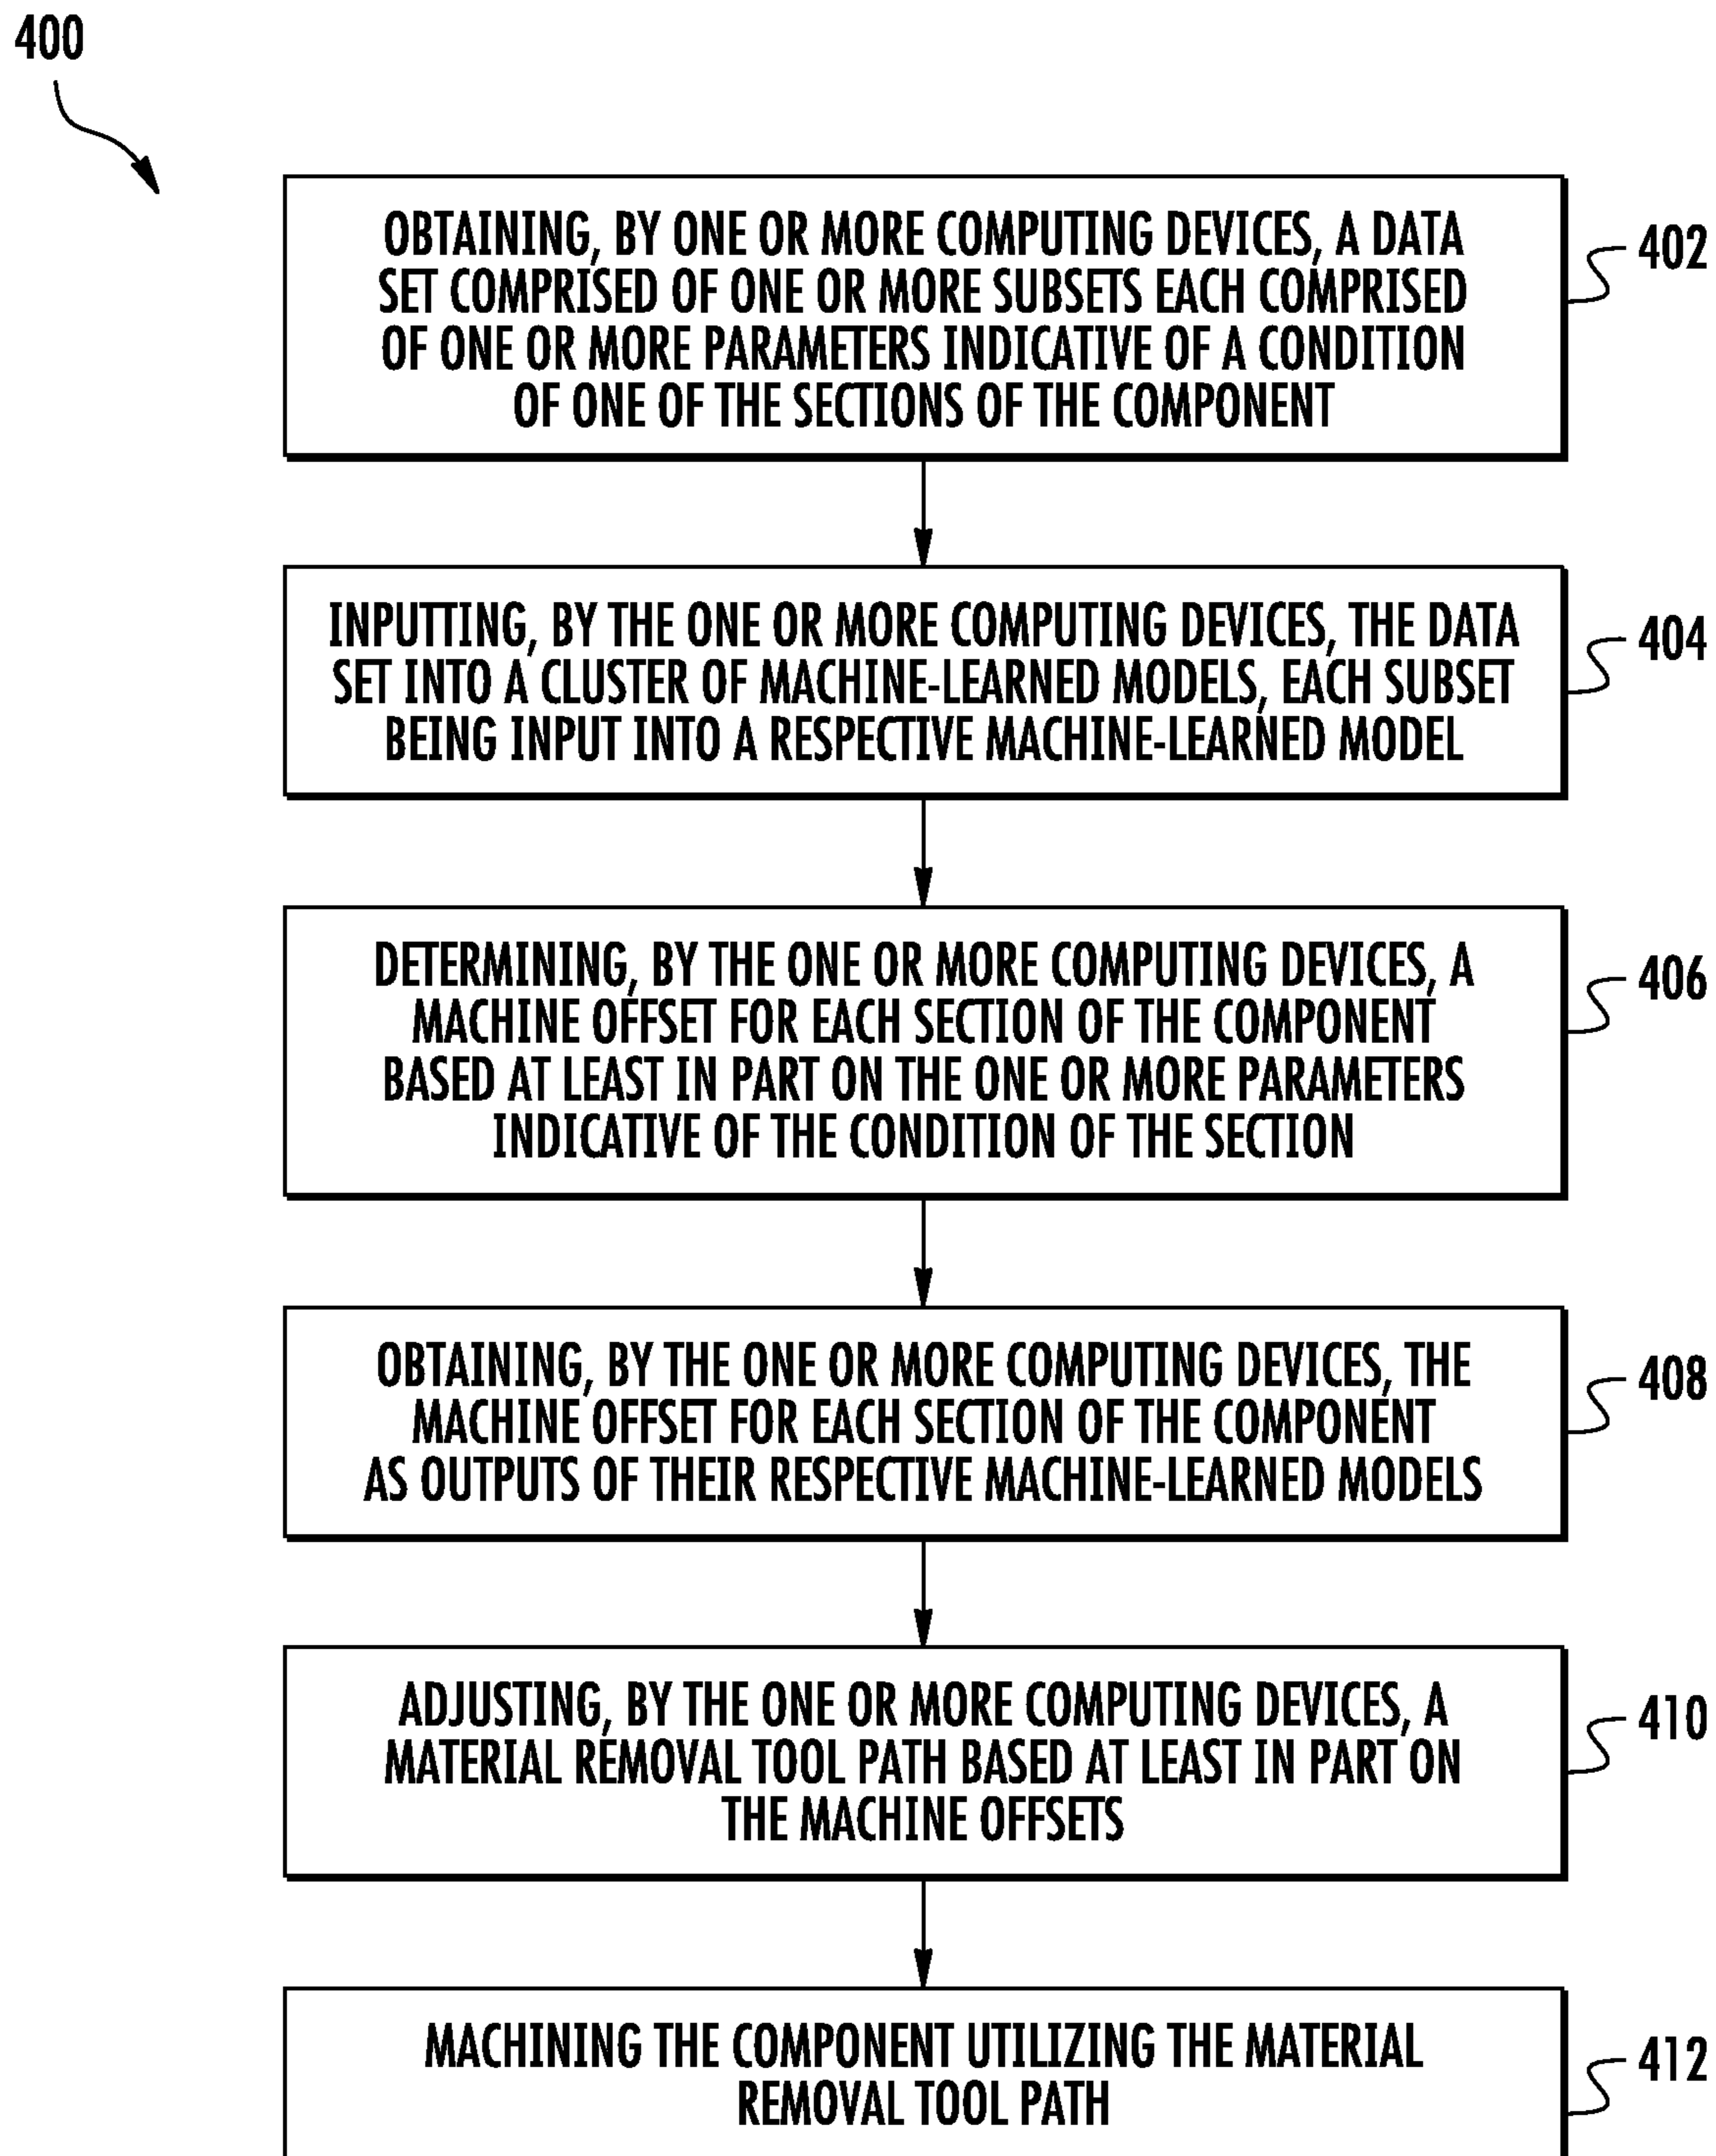 400
OBTAINING, BY ONE OR MORE COMPUTING DEVICES, A DATA
SET COMPRISED OF ONE OR MORE SUBSETS EACH COMPRISED
OF ONE OR MORE PARAMETERS INDICATIVE OF A CONDITION
OF ONE OF THE SECTIONS OF THE COMPONENT
402
INPUTTING, BY THE ONE OR MORE COMPUTING DEVICES, THE DATA
SET INTO A CLUSTER OF MACHINE-LEARNED MODELS, EACH SUBSET
BEING INPUT INTO A RESPECTIVE MACHINE-LEARNED MODEL
404
DETERMINING, BY THE ONE OR MORE COMPUTING DEVICES, A
MACHINE OFFSET FOR EACH SECTION OF THE COMPONENT
BASED AT LEAST IN PART ON THE ONE OR MORE PARAMETERS
INDICATIVE OF THE CONDITION OF THE SECTION
406
OBTAINING, BY THE ONE OR MORE COMPUTING DEVICES, THE
MACHINE OFFSET FOR EACH SECTION OF THE COMPONENT
AS OUTPUTS OF THEIR RESPECTIVE MACHINE-LEARNED MODELS
408
ADJUSTING, BY THE ONE OR MORE COMPUTING DEVICES, A
MATERIAL REMOVAL TOOL PATH BASED AT LEAST IN PART ON
THE MACHINE OFFSETS
410
MACHINING THE COMPONENT UTILIZING THE MATERIAL
REMOVAL TOOL PATH
412